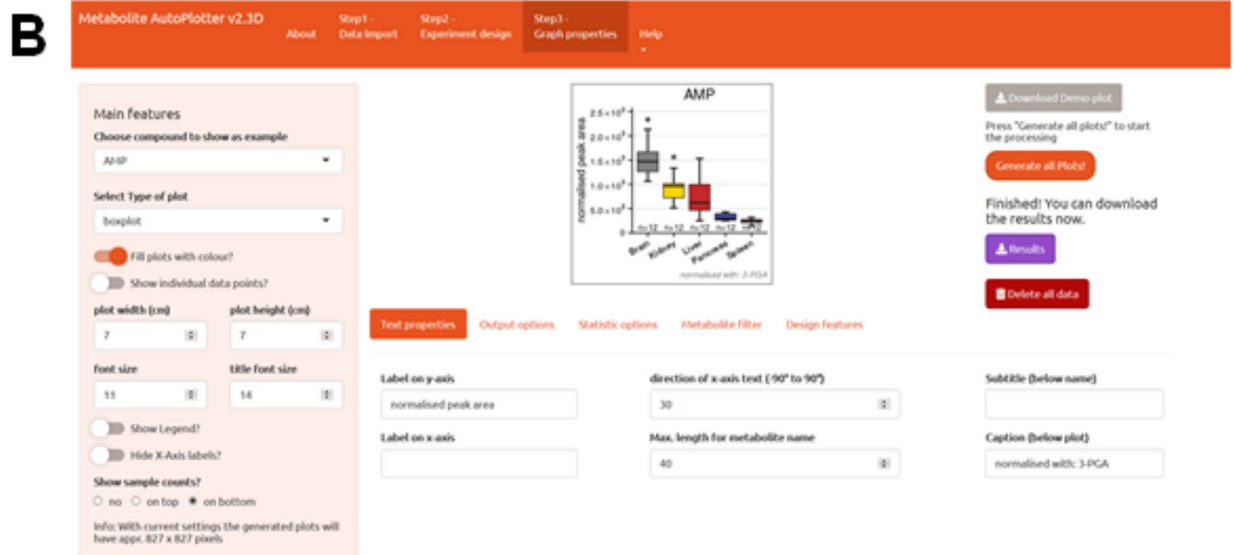 B
Metabolite AutoPlotter v2.3D
About
Step1 -
Data Import
Step2 -
Experiment design
Step3 -
Graph properties
Help
Main features
Choose compound to show as example
AMP
Select Type of plot
boxplot
Fill plots with colour?
Show individual data points?
plot width (cm)
plot height (cm)
7
7
font size
title font size
11
14
Show Legend?
Hide X-Axis labels?
Show sample counts?
no on top on bottom
Info: With current settings the generated plots will
have appr. 827 x 827 pixels
AMP
normalised peak area
0
n=12 n=12 n=12 n=12 n=12
Brain Kidney Liver Pancreas Spleen
normalised with: 3-PGA
Download Demo plot
Press "Generate all plots!" to start
the processing
Generate all Plots!
Finished! You can download
the results now.
Results
Delete all data
Text properties Output options Statistic options Metabolite filter Design features
Label on y-axis
normalised peak area
Label on x-axis
direction of x-axis text (-90° to 90°)
30
Max. length for metabolite name
40
Subtitle (below name)
Caption (below plot)
normalised with: 3-PGA